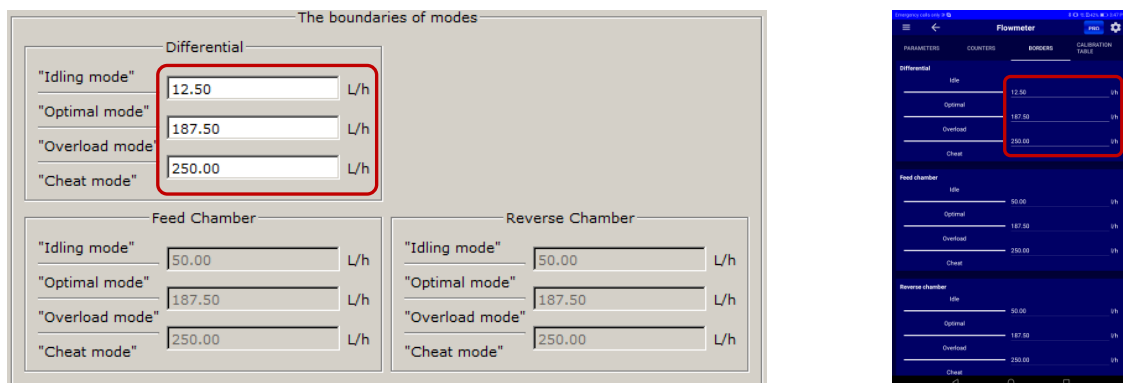 The boundaries of modes
Differential
"Idling mode"
12.50 L/h
"Optimal mode"
187.50 L/h
"Overload mode"
250.00 L/h
"Cheat mode"
Feed Chamber
"Idling mode"
50.00 L/h
"Optimal mode"
187.50 L/h
"Overload mode"
250.00 L/h
"Cheat mode"
Reverse Chamber
"Idling mode"
50.00 L/h
"Optimal mode"
187.50 L/h
"Overload mode"
250.00 L/h
"Cheat mode"
Emergency calls only
Flowmeter
PARAMETERS COUNTERS BORDERS CALIBRATION TABLE
Differential
Idle
12.50 l/h
Optimal
187.50 l/h
Overload
250.00 l/h
Cheat
Feed chamber
Idle
50.00 l/h
Optimal
187.50 l/h
Overload
250.00 l/h
Cheat
Reverse chamber
Idle
50.00 l/h
Optimal
187.50 l/h
Overload
250.00 l/h
Cheat